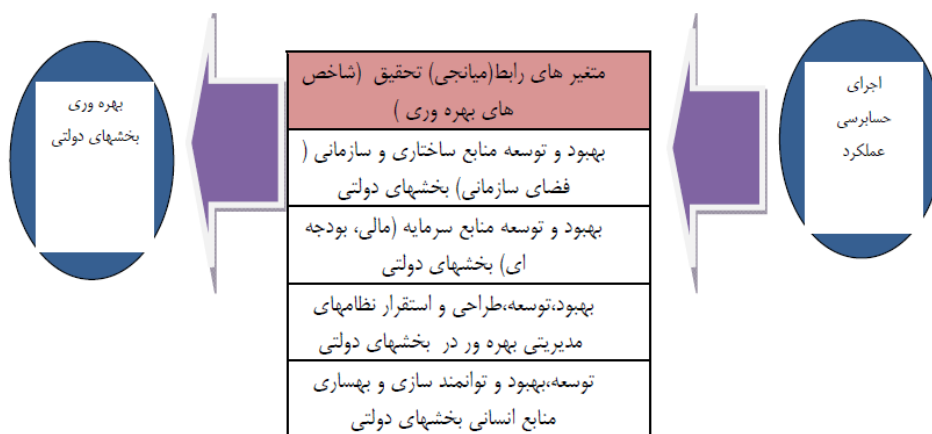 اجرای
حسابرسی
عملکرد
متغیر های رابط(میانجی) تحقیق (شاخص
های بهره وری )
بهبود و توسعه منابع ساختاری و سازمانی (
فضای سازمانی) بخشهای دولتی
بهبود و توسعه منابع سرمایه (مالی، بودجه
ای) بخشهای دولتی
بهبود،توسعه،طراحی و استقرار نظامهای
مدیریتی بهره ور در بخشهای دولتی
توسعه،بهبود و توانمند سازی و بهسازی
منابع انسانی بخشهای دولتی
بهره وری
بخشهای دولتی